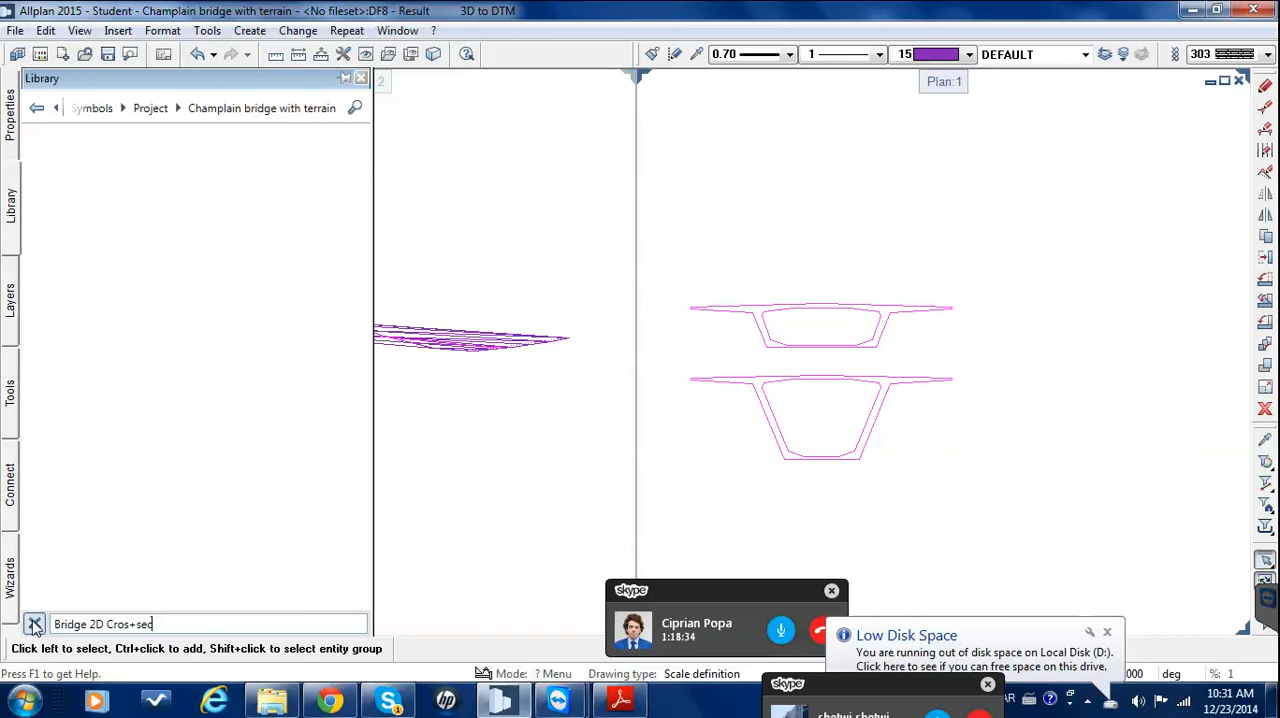 Allplan 2015 - Student - Champlain bridge with terrain - <No fileset>:DF8 - Result 3D to DTM
File Edit View Insert Format Tools Create Change Repeat Window ?
0.70 1 15 DEFAULT 303
Library
:2
Plan:1
Symbols Project Champlain bridge with terrain
Properties
Library
Layers
Tools
Connect
Wizards
Bridge 2D Cros+sec
Click left to select, Ctrl+click to add, Shift+click to select entity group
Press F1 to get Help.
Mode: ? Menu Drawing type: Scale definition
000 deg %: 1
skype
Ciprian Popa
1:18:34
Low Disk Space
You are running out of disk space on Local Disk (D:).
Click here to see if you can free space on this drive.
skype
shotwi shotwi
AR
10:31 AM
12/23/2014